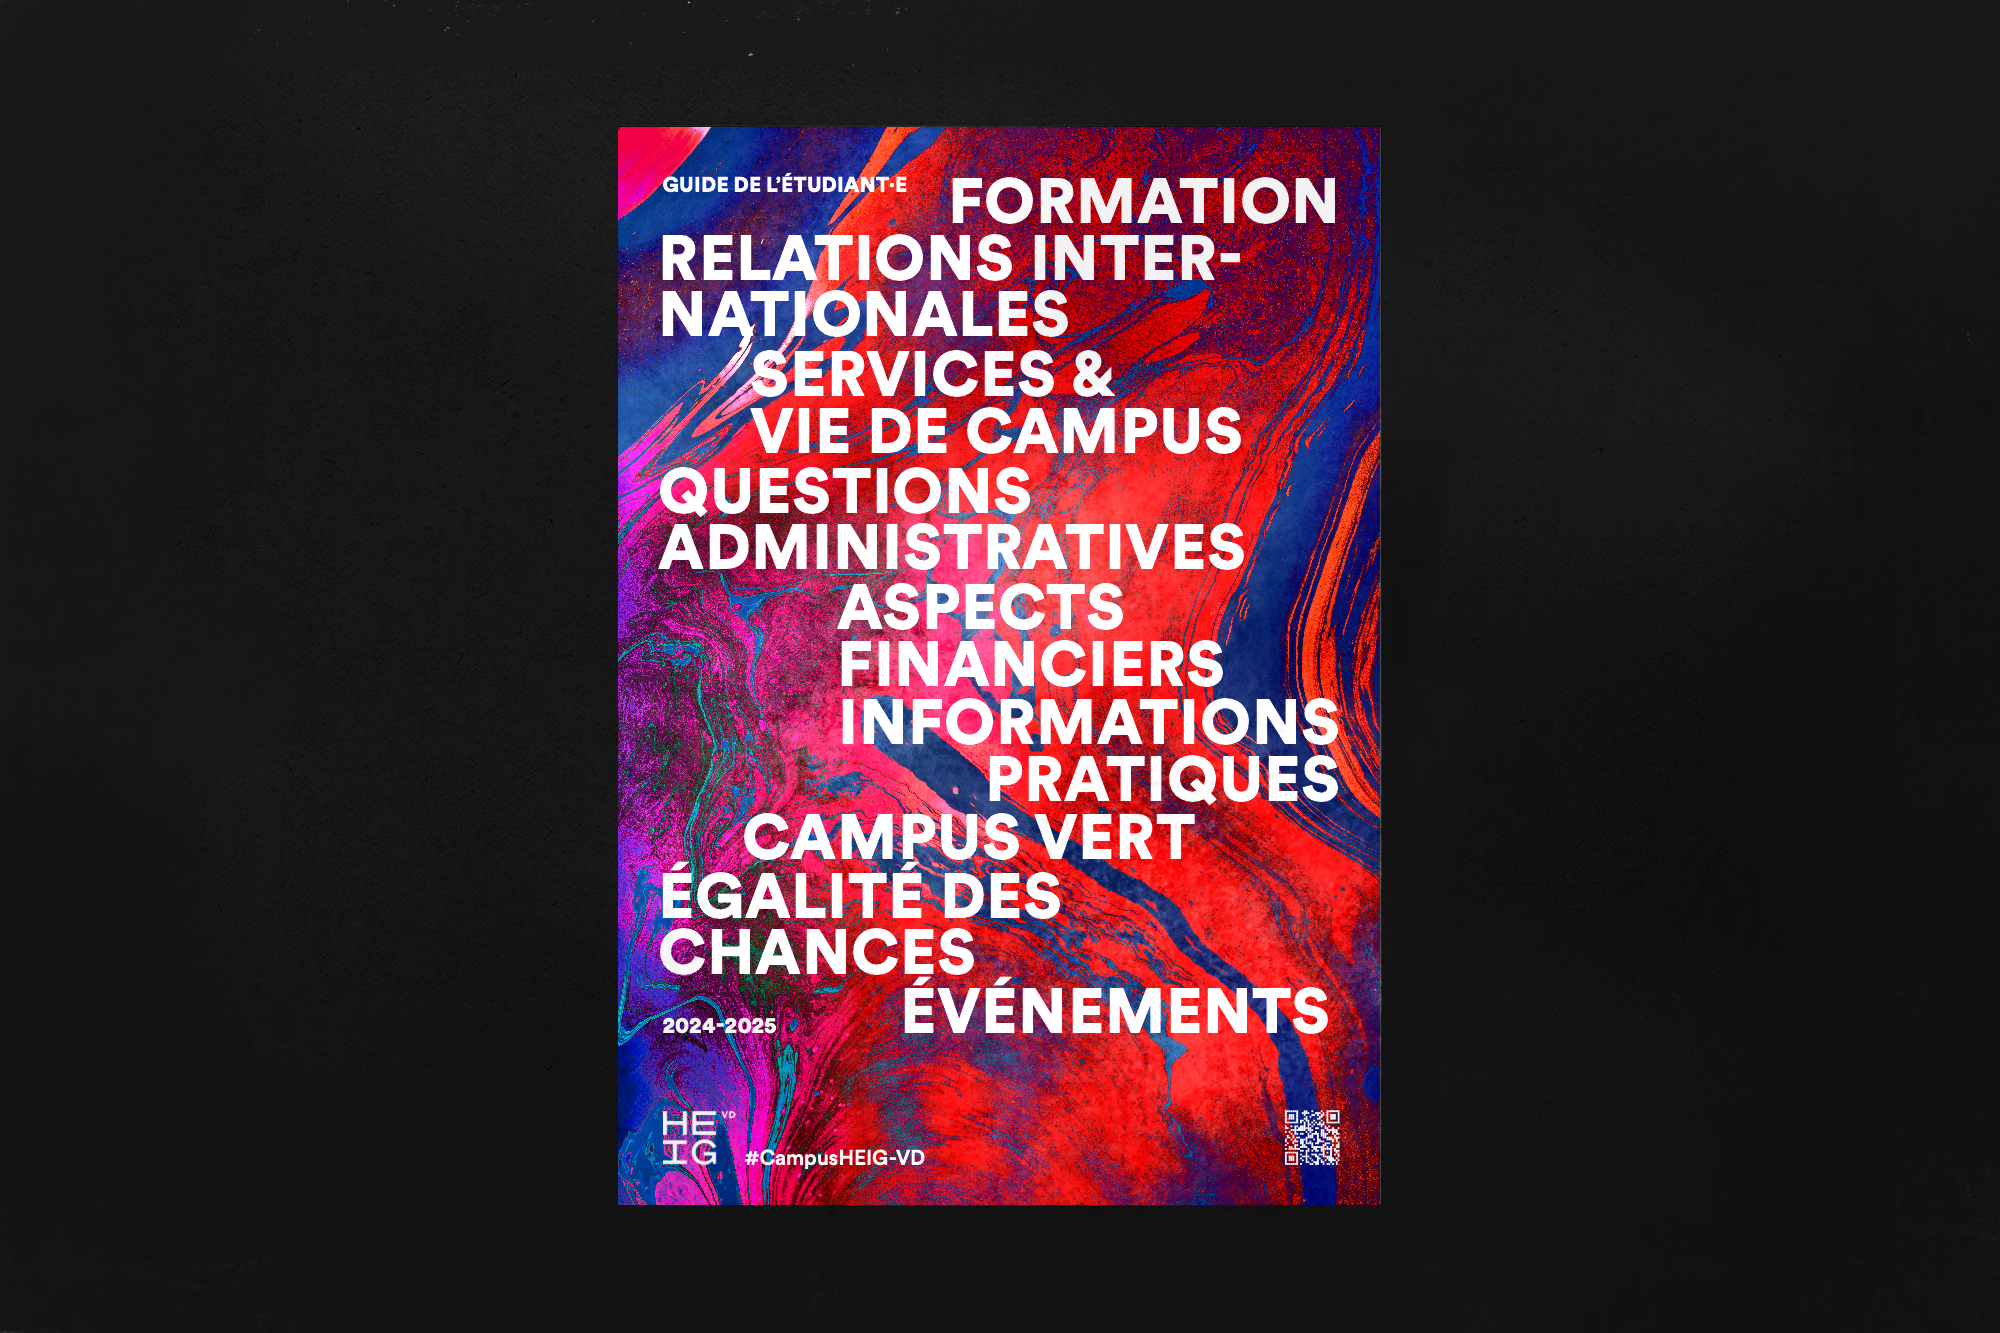 GUIDE DE L'ÉTUDIANT·E
FORMATION
RELATIONS INTER-
NATIONALES
SERVICES &
VIE DE CAMPUS
QUESTIONS
ADMINISTRATIVES
ASPECTS
FINANCIERS
INFORMATIONS
PRATIQUES
CAMPUS VERT
ÉGALITÉ DES
CHANCES
ÉVÉNEMENTS
2024-2025
HE VD
IG
#CampusHEIG-VD